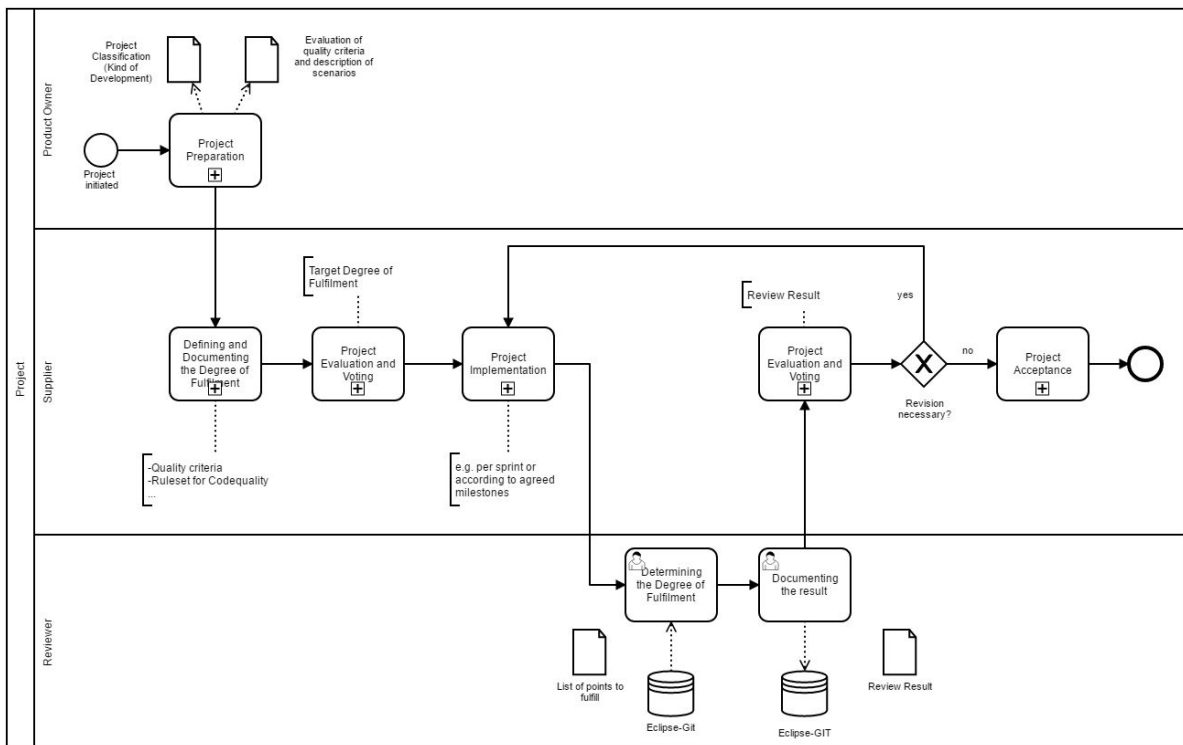 Project
Product Owner
Project
Classification
(Kind of
Development)
Evaluation of
quality criteria
and description of
scenarios
Project
initiated
Project
Preparation
Supplier
Target Degree of
Fulfilment
Review Result
yes
Defining and
Documenting
the Degree of
Fulfilment
Project
Evaluation and
Voting
Project
Implementation
Project
Evaluation and
Voting
Revision
necessary?
no
Project
Acceptance
-Quality criteria
-Ruleset for Codequality
...
e.g. per sprint or
according to agreed
milestones
Reviewer
Determining
the Degree of
Fulfilment
Documenting
the result
List of points to
fulfill
Eclipse-Git
Eclipse-GIT
Review Result